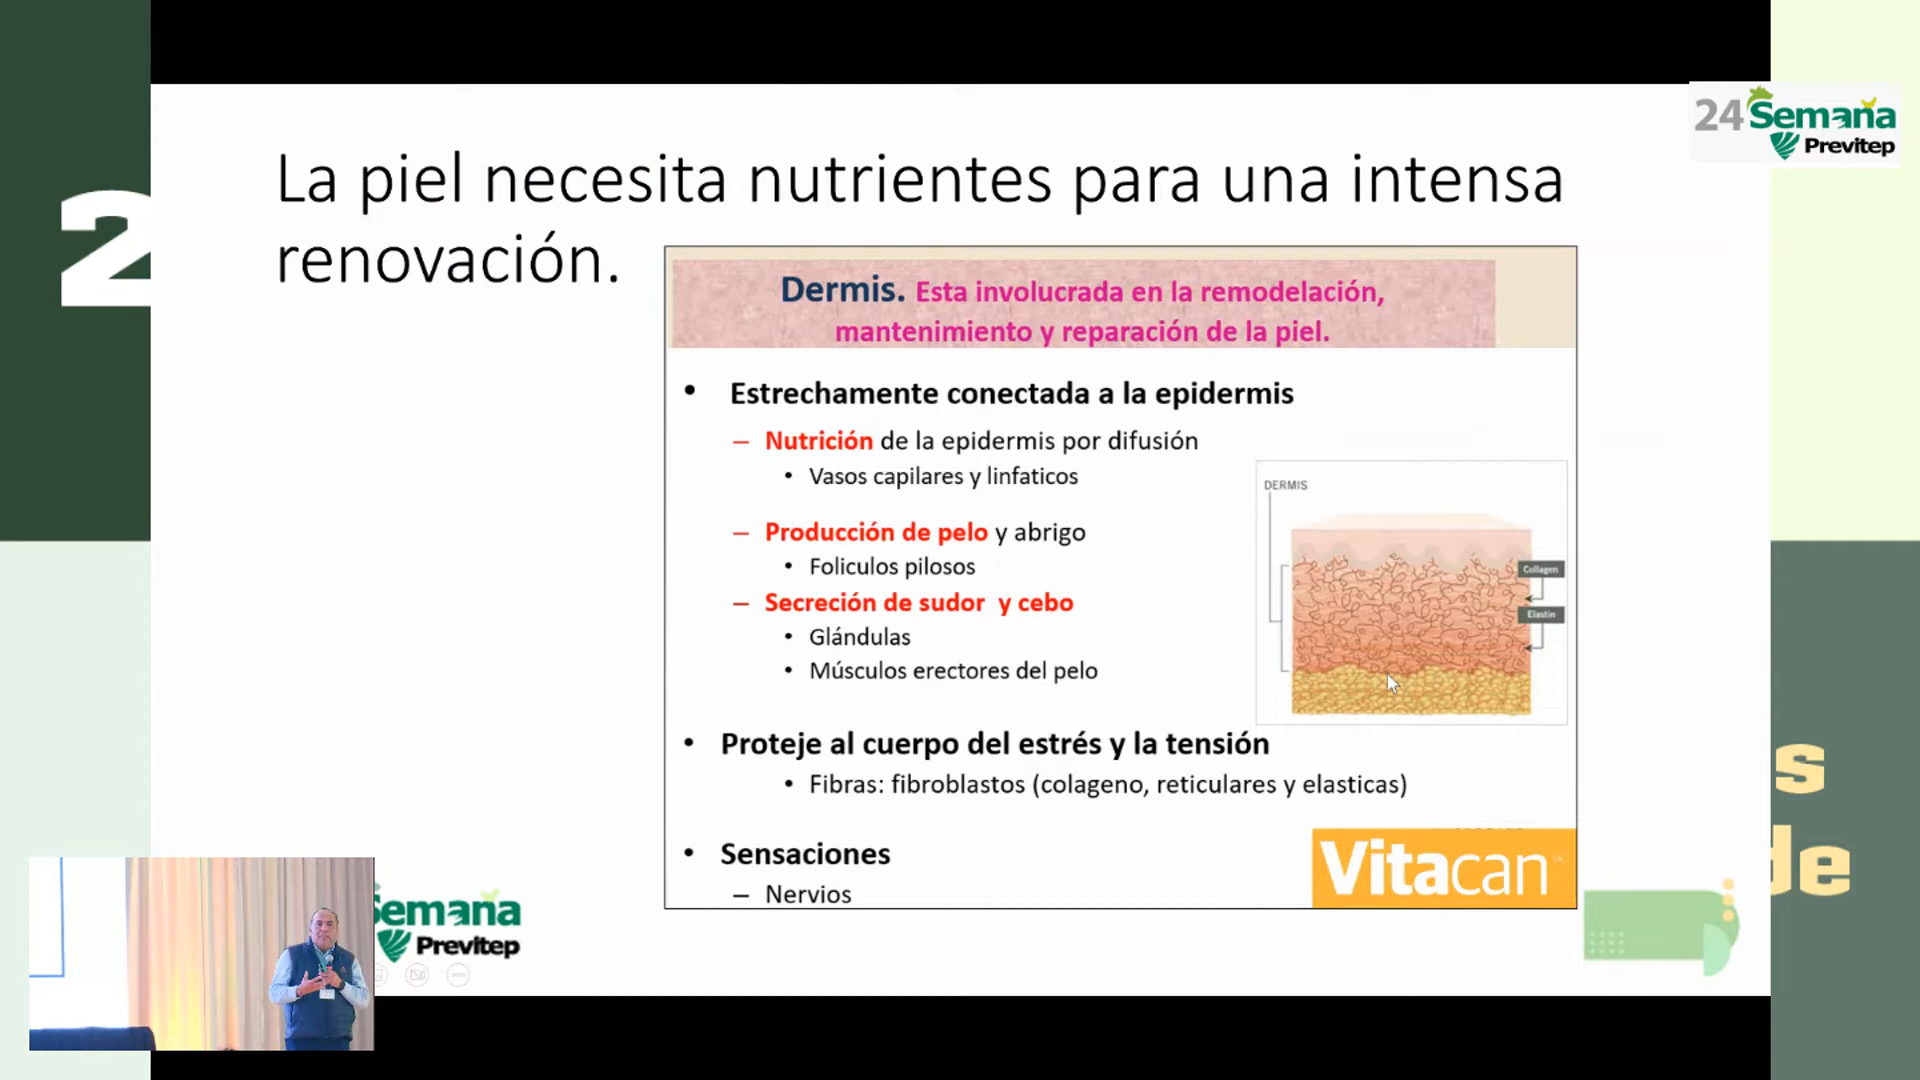 24 Semana
Previtep
2
La piel necesita nutrientes para una intensa
renovación.
Dermis. Esta involucrada en la remodelación,
mantenimiento y reparación de la piel.
• Estrechamente conectada a la epidermis
– Nutrición de la epidermis por difusión
• Vasos capilares y linfaticos
– Producción de pelo y abrigo
• Foliculos pilosos
– Secreción de sudor y cebo
• Glándulas
• Músculos erectores del pelo
DERMIS
Collagen
Elastin
• Proteje al cuerpo del estrés y la tensión
• Fibras: fibroblastos (colageno, reticulares y elasticas)
• Sensaciones
– Nervios
Vitacan
s
de
Semana
Previtep